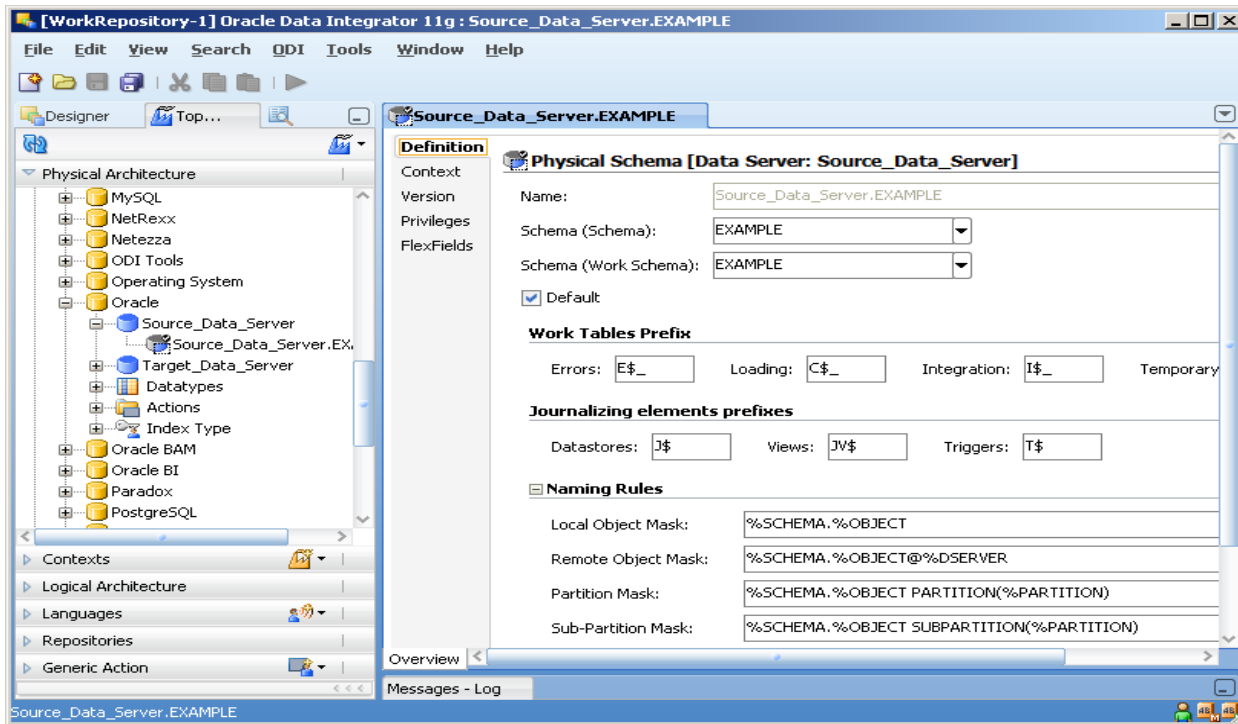 [WorkRepository-1] Oracle Data Integrator 11g : Source_Data_Server.EXAMPLE
File Edit View Search ODI Tools Window Help
Designer Top...
Physical Architecture
MySQL
NetRexx
Netezza
ODI Tools
Operating System
Oracle
Source_Data_Server
Source_Data_Server.EX
Target_Data_Server
Datatypes
Actions
Index Type
Oracle BAM
Oracle BI
Paradox
PostgreSQL
Contexts
Logical Architecture
Languages
Repositories
Generic Action
Source_Data_Server.EXAMPLE
Definition
Context
Version
Privileges
FlexFields
Physical Schema [Data Server: Source_Data_Server]
Name: Source_Data_Server.EXAMPLE
Schema (Schema): EXAMPLE
Schema (Work Schema): EXAMPLE
Default
Work Tables Prefix
Errors: E$_ Loading: C$_ Integration: I$_ Temporary
Journalizing elements prefixes
Datastores: J$ Views: JV$ Triggers: T$
Naming Rules
Local Object Mask: %SCHEMA.%OBJECT
Remote Object Mask: %SCHEMA.%OBJECT@%DSERVER
Partition Mask: %SCHEMA.%OBJECT PARTITION(%PARTITION)
Sub-Partition Mask: %SCHEMA.%OBJECT SUBPARTITION(%PARTITION)
Overview
Messages - Log
Source_Data_Server.EXAMPLE